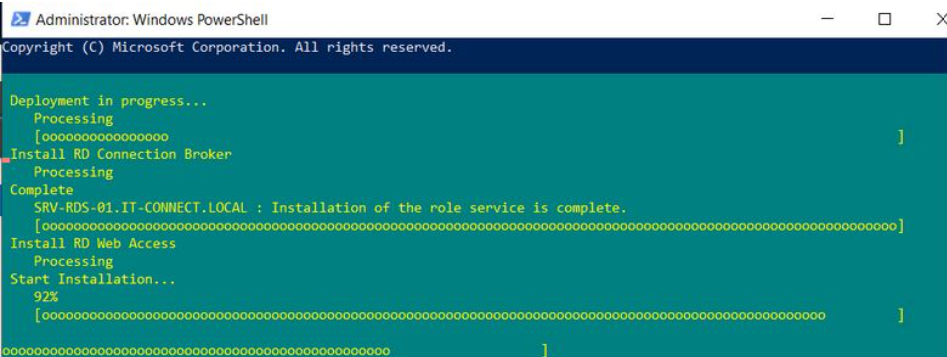 Administrator: Windows PowerShell
Copyright (C) Microsoft Corporation. All rights reserved.
Deployment in progress...
Processing
[oooooooooooooooo ]
Install RD Connection Broker
Processing
Complete
SRV-RDS-01.IT-CONNECT.LOCAL : Installation of the role service is complete.
[ooooooooooooooooooooooooooooooooooooooooooooooooooooooooooooooooooooooooooooooooooooooooooooooooooooooooooooo]
Install RD Web Access
Processing
Start Installation...
92%
[oooooooooooooooooooooooooooooooooooooooooooooooooooooooooooooooooooooooooooooooooooooooooooooooooooo ]
ooooooooooooooooooooooooooooooooooooooooooooooooo ]